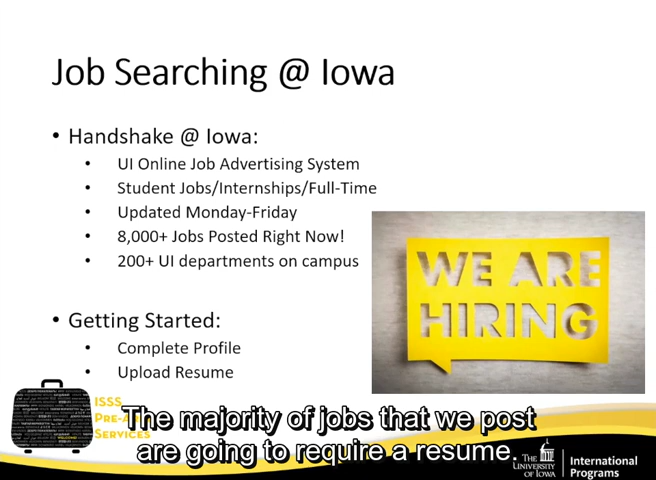 Job Searching @ Iowa
• Handshake @ Iowa:
• UI Online Job Advertising System
• Student Jobs/Internships/Full-Time
• Updated Monday-Friday
• 8,000+ Jobs Posted Right Now!
• 200+ UI departments on campus
WE ARE
HIRING
• Getting Started:
• Complete Profile
• Upload Resume
ISSS
PRE-A
SERVICES
The majority of jobs that we post
are going to require a resume.
THE
UNIVERSITY
OF IOWA
International
Programs